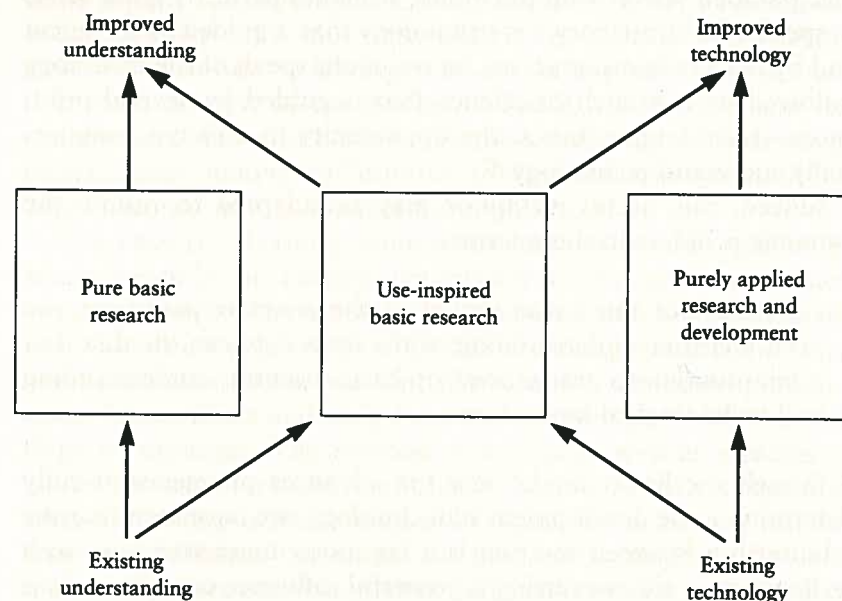 Improved
understanding
Improved
technology
Pure basic
research
Use-inspired
basic research
Purely applied
research and
development
Existing
understanding
Existing
technology